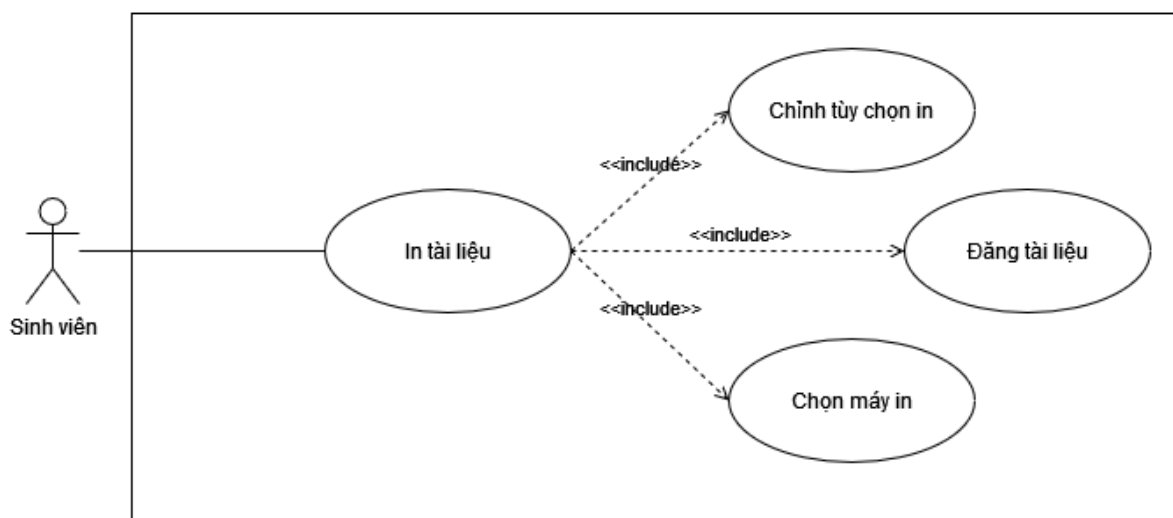 Chỉnh tùy chọn in
<<include>>
<<include>>
In tài liệu
Đăng tài liệu
<<include>>
Sinh viên
Chọn máy in